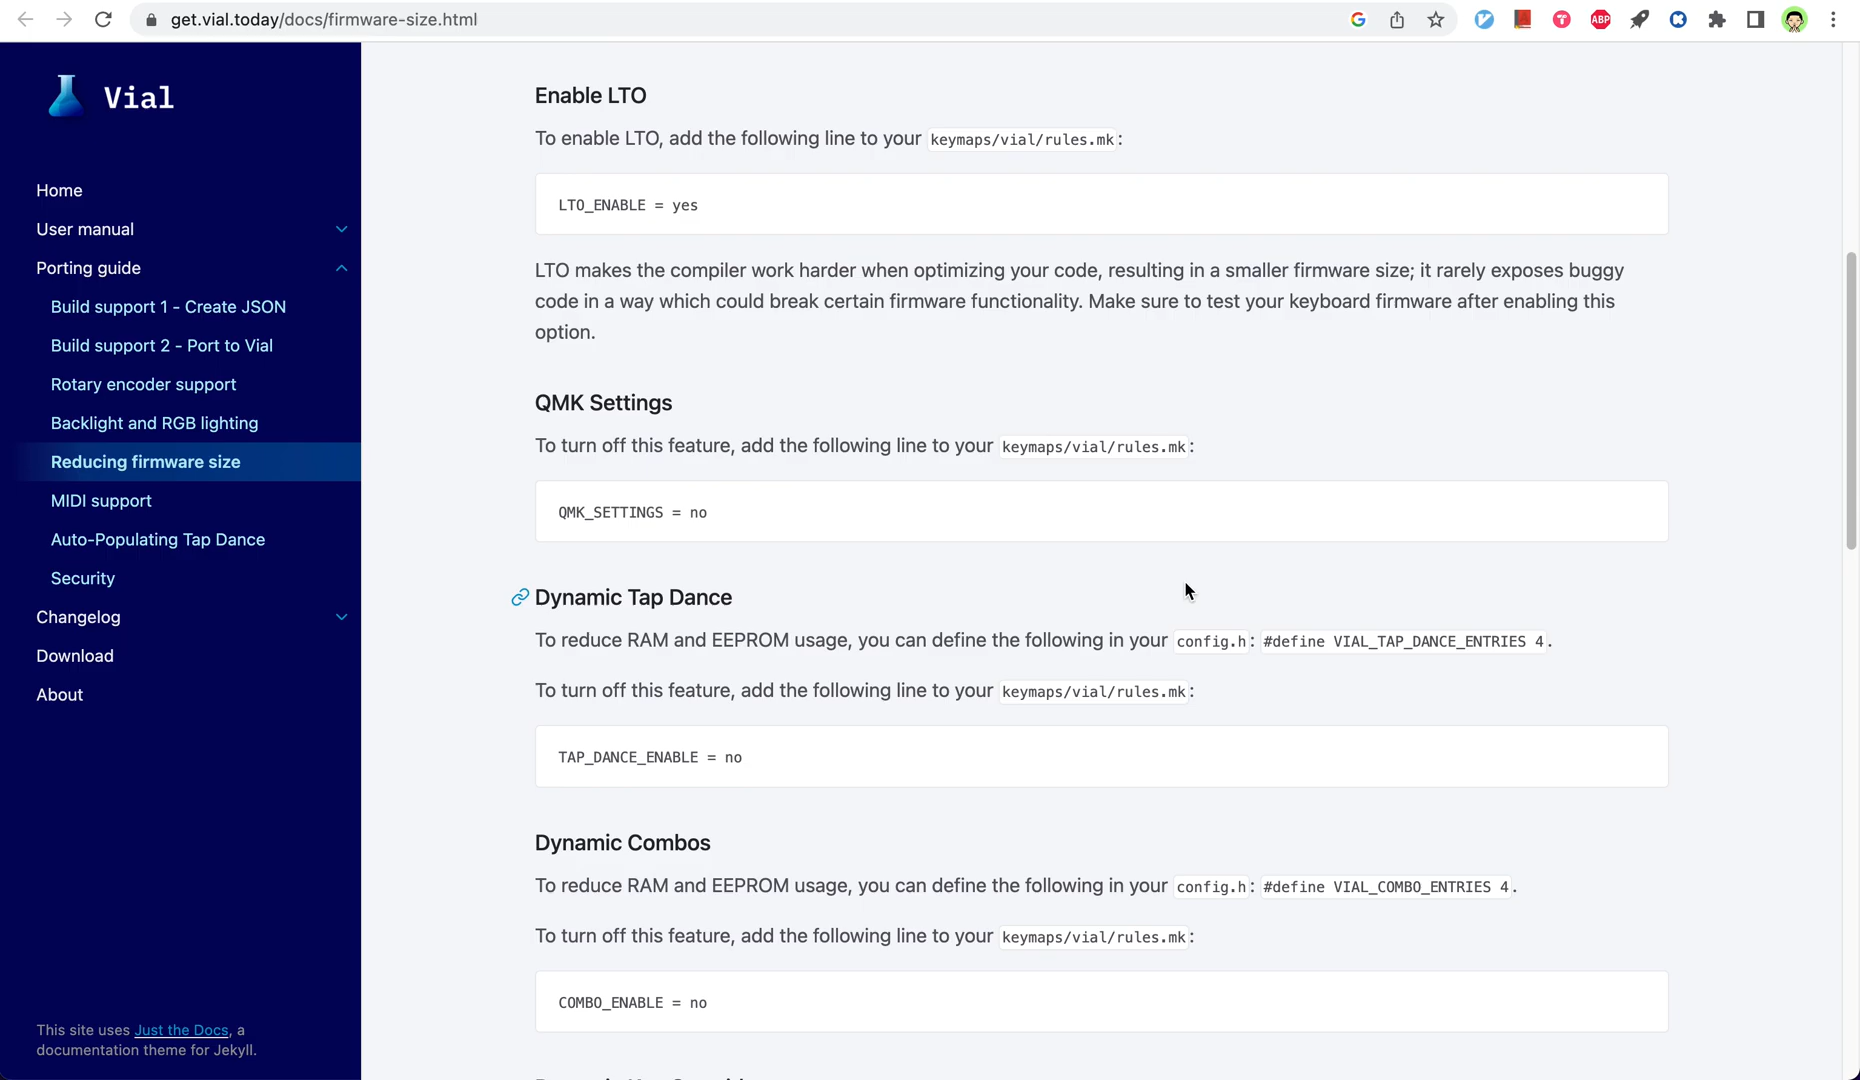 get.vial.today/docs/firmware-size.html
ABP
Vial
Home
User manual
Porting guide
Build support 1 - Create JSON
Build support 2 - Port to Vial
Rotary encoder support
Backlight and RGB lighting
Reducing firmware size
MIDI support
Auto-Populating Tap Dance
Security
Changelog
Download
About
This site uses Just the Docs, a
documentation theme for Jekyll.
Enable LTO
To enable LTO, add the following line to your keymaps/vial/rules.mk:
LTO_ENABLE = yes
LTO makes the compiler work harder when optimizing your code, resulting in a smaller firmware size; it rarely exposes buggy
code in a way which could break certain firmware functionality. Make sure to test your keyboard firmware after enabling this
option.
QMK Settings
To turn off this feature, add the following line to your keymaps/vial/rules.mk:
QMK_SETTINGS = no
Dynamic Tap Dance
To reduce RAM and EEPROM usage, you can define the following in your config.h: #define VIAL_TAP_DANCE_ENTRIES 4.
To turn off this feature, add the following line to your keymaps/vial/rules.mk:
TAP_DANCE_ENABLE = no
Dynamic Combos
To reduce RAM and EEPROM usage, you can define the following in your config.h: #define VIAL_COMBO_ENTRIES 4.
To turn off this feature, add the following line to your keymaps/vial/rules.mk:
COMBO_ENABLE = no